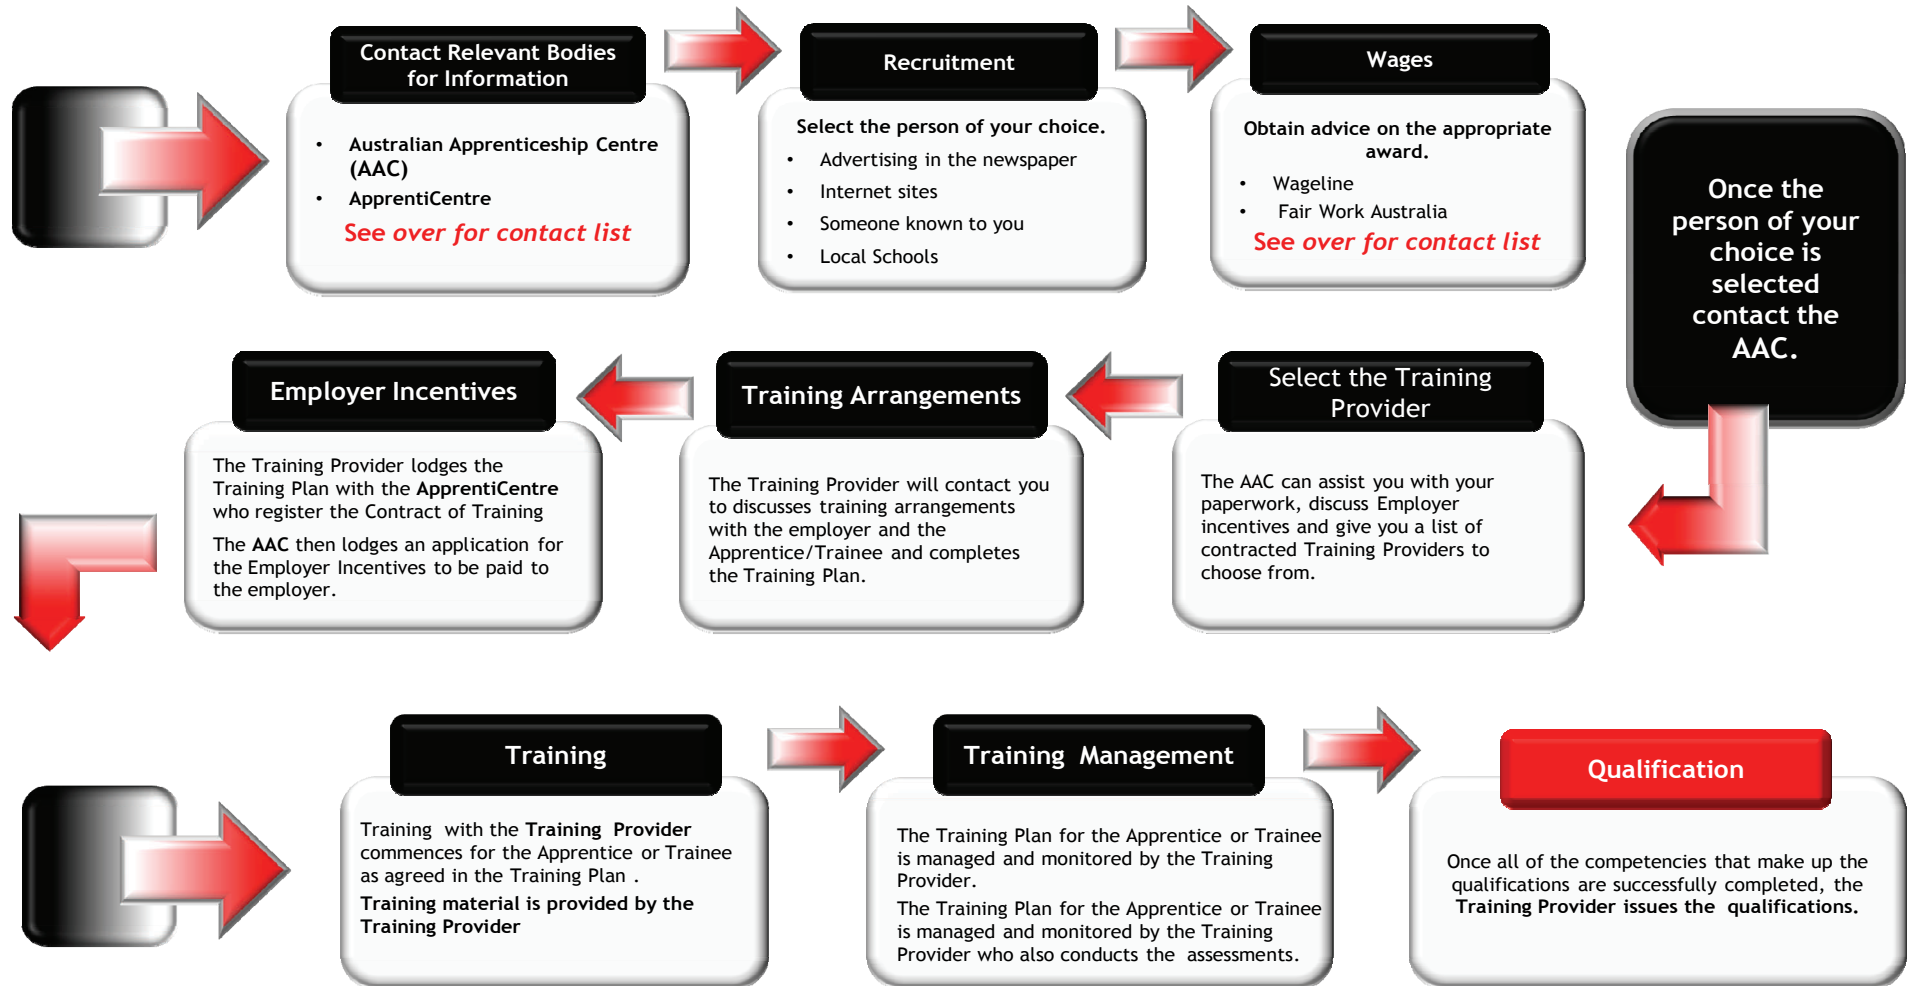 Contact Relevant Bodies
for Information
• Australian Apprenticeship Centre
(AAC)
• ApprentiCentre
See over for contact list
Recruitment
Select the person of your choice.
• Advertising in the newspaper
• Internet sites
• Someone known to you
• Local Schools
Wages
Obtain advice on the appropriate
award.
• Wageline
• Fair Work Australia
See over for contact list
Once the
person of your
choice is
selected
contact the
AAC.
Select the Training
Provider
The AAC can assist you with your
paperwork, discuss Employer
incentives and give you a list of
contracted Training Providers to
choose from.
Training Arrangements
The Training Provider will contact you
to discusses training arrangements
with the employer and the
Apprentice/Trainee and completes
the Training Plan.
Employer Incentives
The Training Provider lodges the
Training Plan with the ApprentiCentre
who register the Contract of Training
The AAC then lodges an application for
the Employer Incentives to be paid to
the employer.
Training
Training with the Training Provider
commences for the Apprentice or Trainee
as agreed in the Training Plan .
Training material is provided by the
Training Provider
Training Management
The Training Plan for the Apprentice or Trainee
is managed and monitored by the Training
Provider.
The Training Plan for the Apprentice or Trainee
is managed and monitored by the Training
Provider who also conducts the assessments.
Qualification
Once all of the competencies that make up the
qualifications are successfully completed, the
Training Provider issues the qualifications.